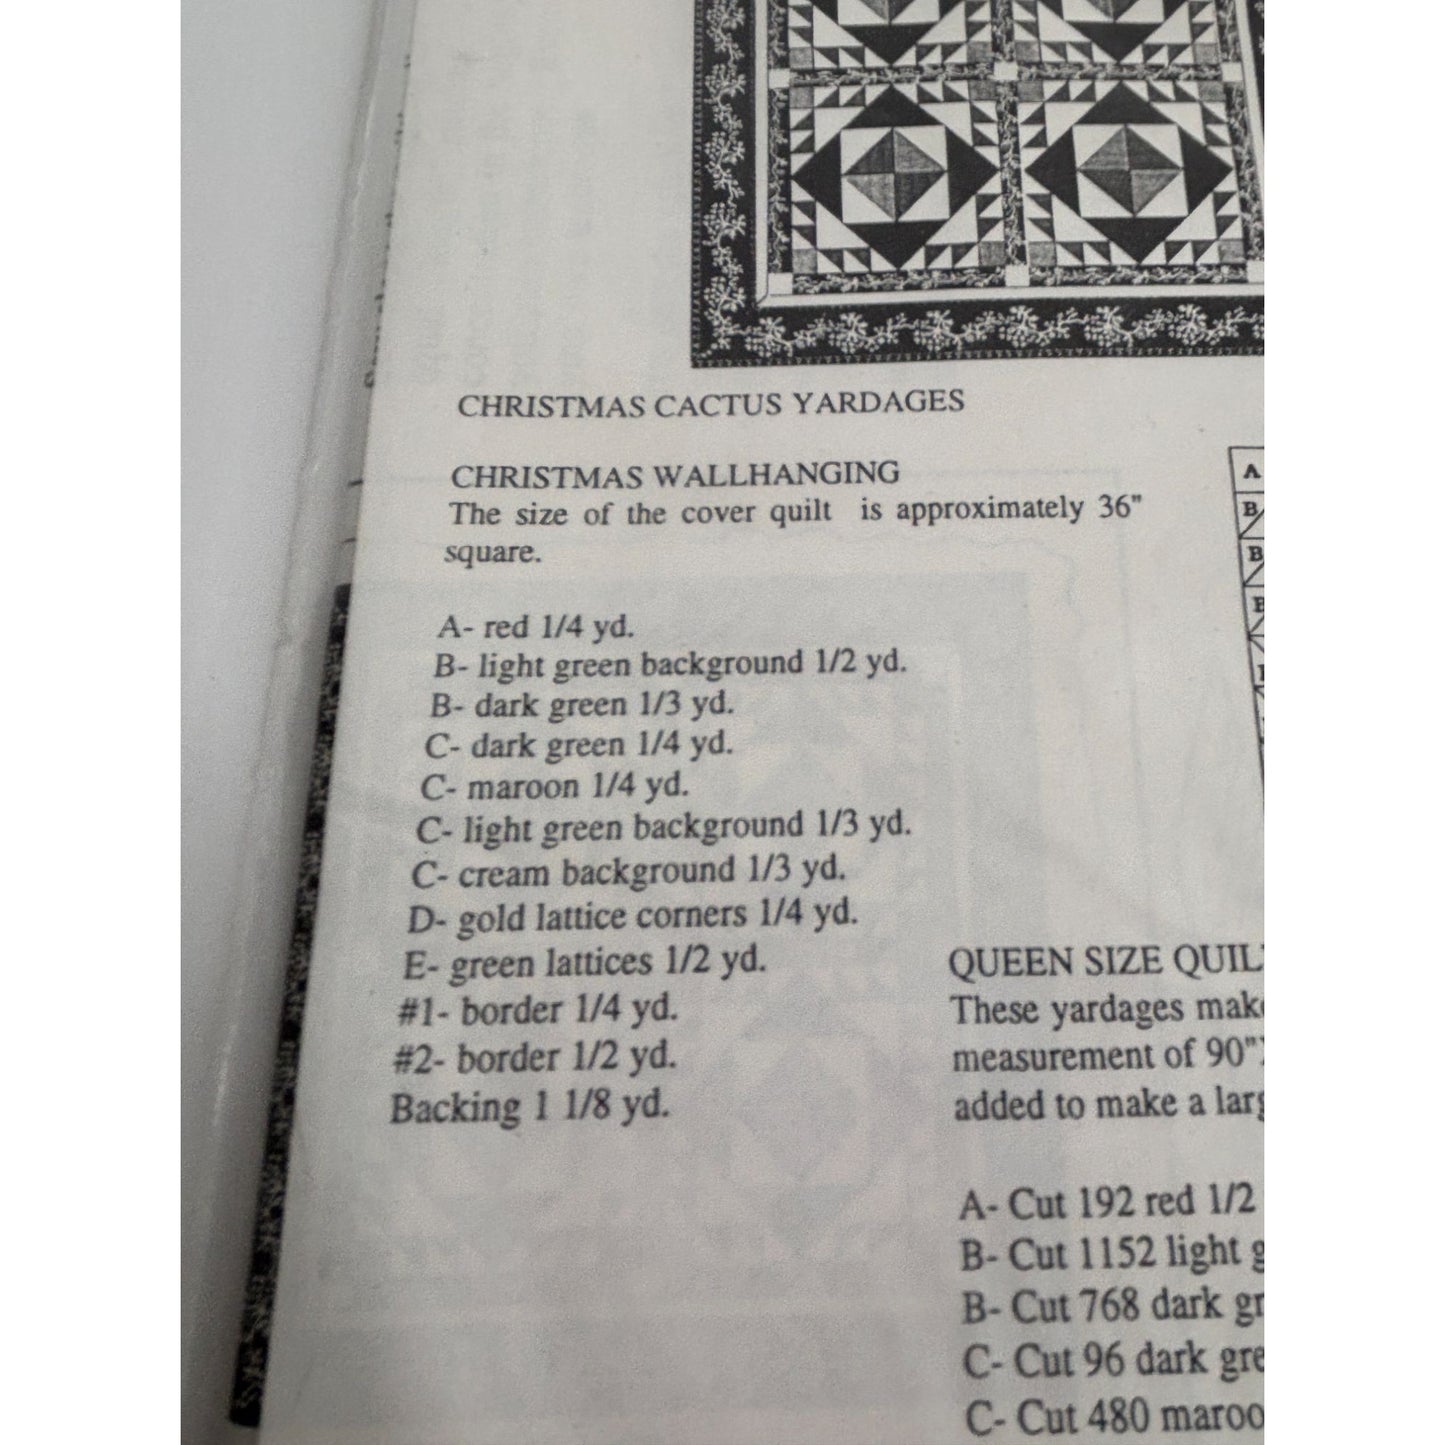 CHRISTMAS CACTUS YARDAGES
CHRISTMAS WALLHANGING
The size of the cover quilt is approximately 36"
square.
A- red 1/4 yd.
B- light green background 1/2 yd.
B- dark green 1/3 yd.
C- dark green 1/4 yd.
C- maroon 1/4 yd.
C- light green background 1/3 yd.
C- cream background 1/3 yd.
D- gold lattice corners 1/4 yd.
E- green lattices 1/2 yd.
#1- border 1/4 yd.
#2- border 1/2 yd.
Backing 1 1/8 yd.
A
B
B
QUEEN SIZE
These yardages
measurement of 90"
added to make a
A- Cut 192 red 1/2
B- Cut 1152 light
B- Cut 768 dark
C- Cut 96 dark
C- Cut 480